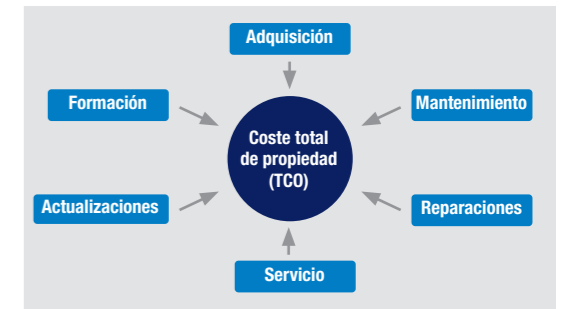 Adquisición
Formación
Mantenimiento
Coste total
de propiedad
(TCO)
Actualizaciones
Reparaciones
Servicio